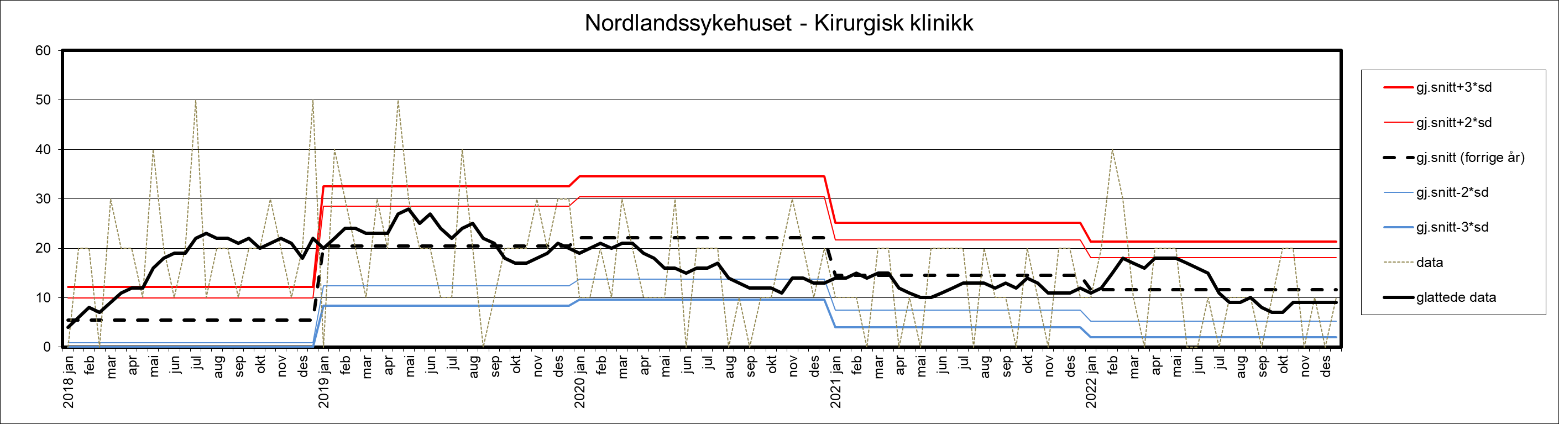 Nordlandssykehuset - Kirurgisk klinikk
60
50
40
30
20
10
0
2018 jan
feb
mar
apr
mai
jun
jul
aug
sep
okt
nov
des
2019 jan
feb
mar
apr
mai
jun
jul
aug
sep
okt
nov
des
2020 jan
feb
mar
apr
mai
jun
jul
aug
sep
okt
nov
des
2021 jan
feb
mar
apr
mai
jun
jul
aug
sep
okt
nov
des
2022 jan
feb
mar
apr
mai
jun
jul
aug
sep
okt
nov
des
gj.snitt+3*sd
gj.snitt+2*sd
gj.snitt (forrige år)
gj.snitt-2*sd
gj.snitt-3*sd
data
glattede data